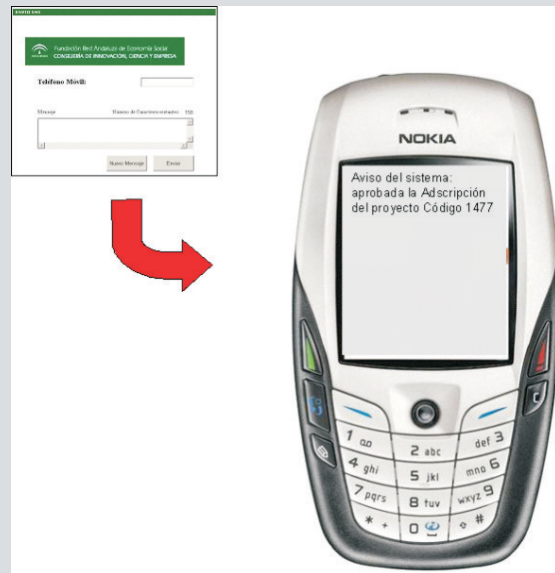 Fundación Red Andaluza de Economía Social
CONSEJERÍA DE INNOVACIÓN, CIENCIA Y EMPRESA
Teléfono Móvil:
Mensaje
Número de Caracteres restantes
Nuevo Mensaje
Enviar
NOKIA
Aviso del sistema:
aprobada la Adscripción
del proyecto Código 1477
1
2 abc
def 3
4 ghi
5 jkl
mno 6
7 pqrs
8 tuv
wxyz 9
* +
0
#